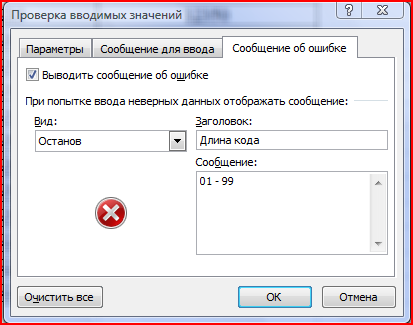 Проверка вводимых значений
Параметры
Сообщение для ввода
Сообщение об ошибке
Выводить сообщение об ошибке
При попытке ввода неверных данных отображать сообщение:
Вид:
Заголовок:
Останов
Длина кода
Сообщение:
01 - 99
Очистить все
ОК
Отмена